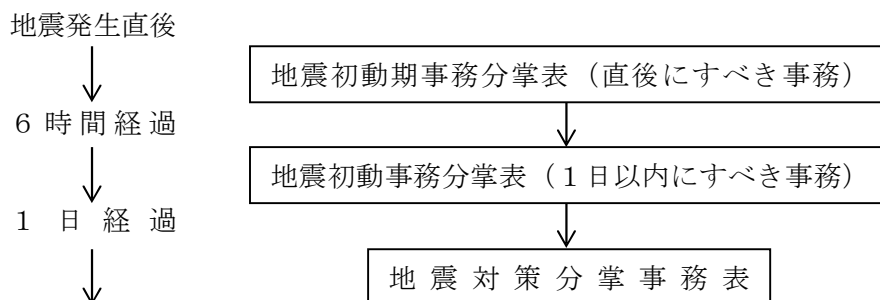 地震発生直後
地震初動期事務分掌表（直後にすべき事務）
６時間経過
地震初動事務分掌表（１日以内にすべき事務）
１日経過
地震対策分掌事務表